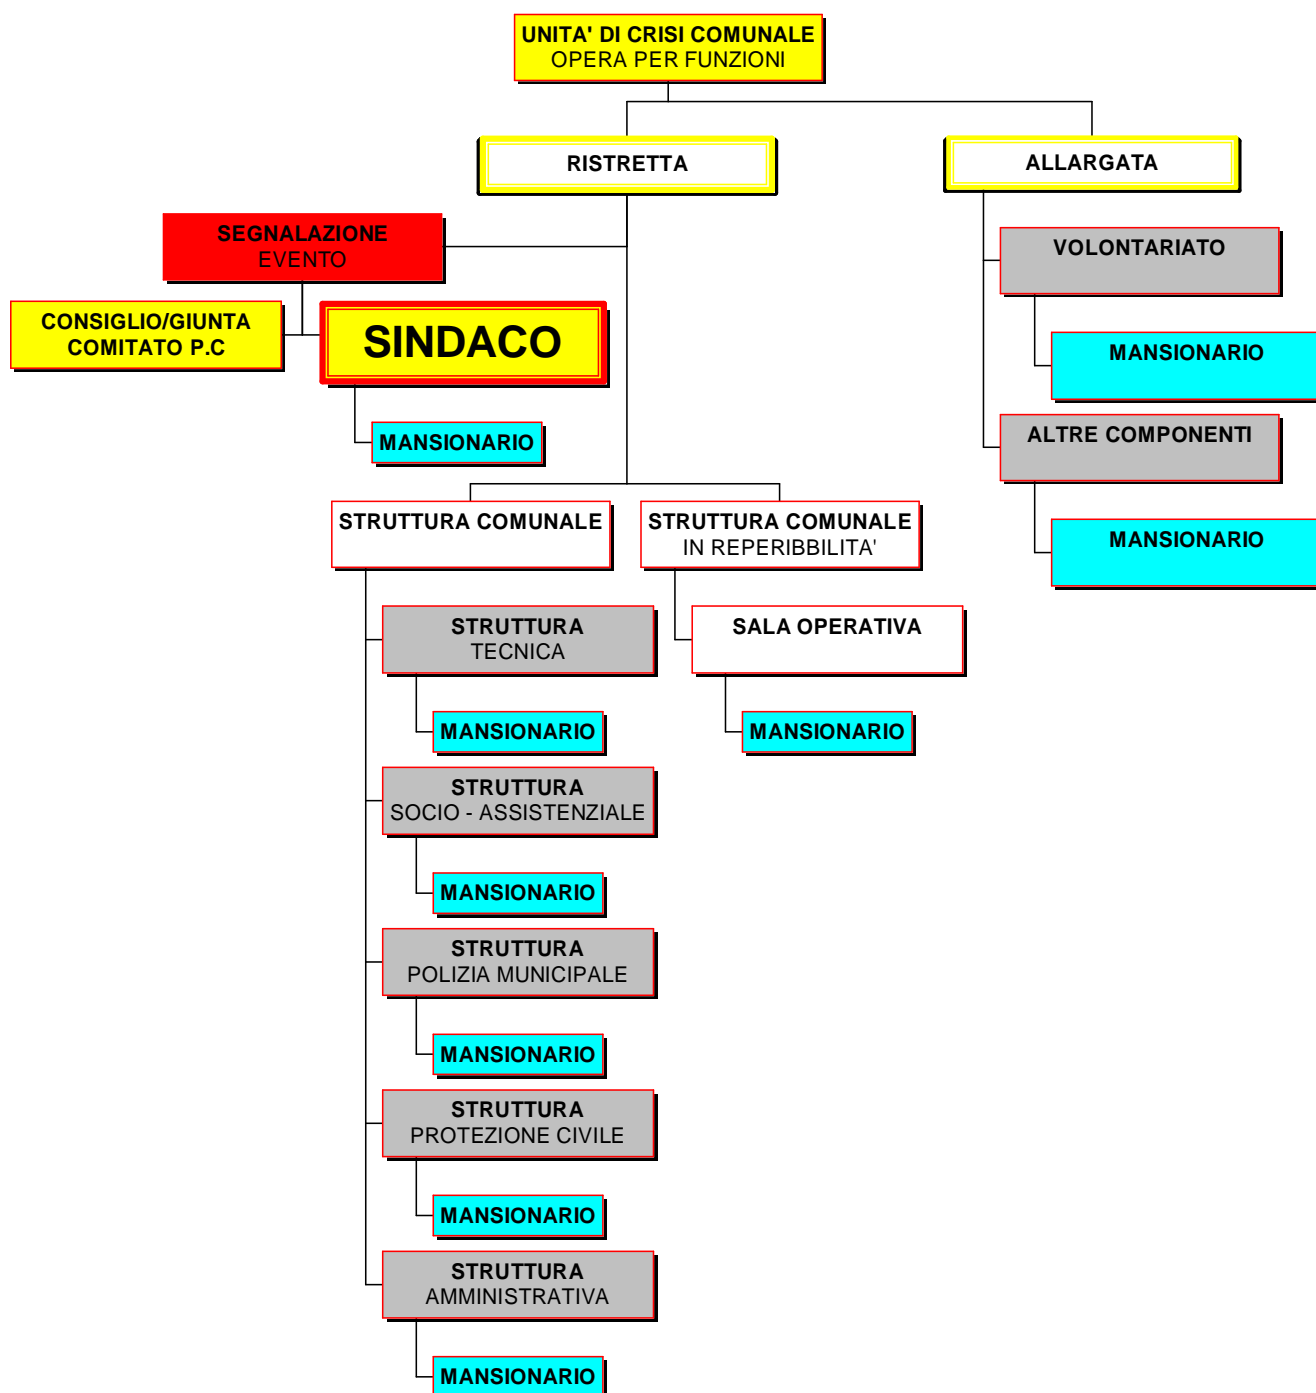 UNITA' DI CRISI COMUNALE
OPERA PER FUNZIONI
RISTRETTA
ALLARGATA
SEGNALAZIONE
EVENTO
VOLONTARIATO
CONSIGLIO/GIUNTA
COMITATO P.C
SINDACO
MANSIONARIO
MANSIONARIO
ALTRE COMPONENTI
MANSIONARIO
STRUTTURA COMUNALE
STRUTTURA COMUNALE
IN REPERIBBILITA'
STRUTTURA
TECNICA
SALA OPERATIVA
MANSIONARIO
MANSIONARIO
STRUTTURA
SOCIO - ASSISTENZIALE
MANSIONARIO
STRUTTURA
POLIZIA MUNICIPALE
MANSIONARIO
STRUTTURA
PROTEZIONE CIVILE
MANSIONARIO
STRUTTURA
AMMINISTRATIVA
MANSIONARIO